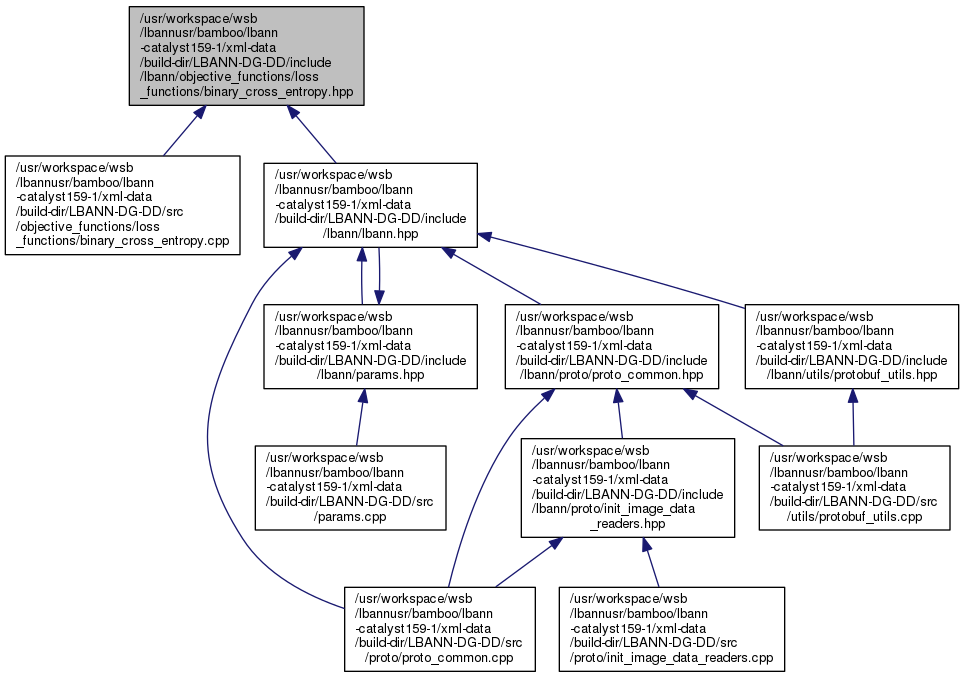 /usr/workspace/wsb
/lbannusr/bamboo/lbann
-catalyst159-1/xml-data
/build-dir/LBANN-DG-DD/include
/lbann/objective_functions/loss
_functions/binary_cross_entropy.hpp
/usr/workspace/wsb
/lbannusr/bamboo/lbann
-catalyst159-1/xml-data
/build-dir/LBANN-DG-DD/src
/objective_functions/loss
_functions/binary_cross_entropy.cpp
/usr/workspace/wsb
/lbannusr/bamboo/lbann
-catalyst159-1/xml-data
/build-dir/LBANN-DG-DD/include
/lbann/lbann.hpp
/usr/workspace/wsb
/lbannusr/bamboo/lbann
-catalyst159-1/xml-data
/build-dir/LBANN-DG-DD/include
/lbann/params.hpp
/usr/workspace/wsb
/lbannusr/bamboo/lbann
-catalyst159-1/xml-data
/build-dir/LBANN-DG-DD/include
/lbann/proto/proto_common.hpp
/usr/workspace/wsb
/lbannusr/bamboo/lbann
-catalyst159-1/xml-data
/build-dir/LBANN-DG-DD/include
/lbann/utils/protobuf_utils.hpp
/usr/workspace/wsb
/lbannusr/bamboo/lbann
-catalyst159-1/xml-data
/build-dir/LBANN-DG-DD/src
/params.cpp
/usr/workspace/wsb
/lbannusr/bamboo/lbann
-catalyst159-1/xml-data
/build-dir/LBANN-DG-DD/include
/lbann/proto/init_image_data
_readers.hpp
/usr/workspace/wsb
/lbannusr/bamboo/lbann
-catalyst159-1/xml-data
/build-dir/LBANN-DG-DD/src
/utils/protobuf_utils.cpp
/usr/workspace/wsb
/lbannusr/bamboo/lbann
-catalyst159-1/xml-data
/build-dir/LBANN-DG-DD/src
/proto/proto_common.cpp
/usr/workspace/wsb
/lbannusr/bamboo/lbann
-catalyst159-1/xml-data
/build-dir/LBANN-DG-DD/src
/proto/init_image_data_readers.cpp